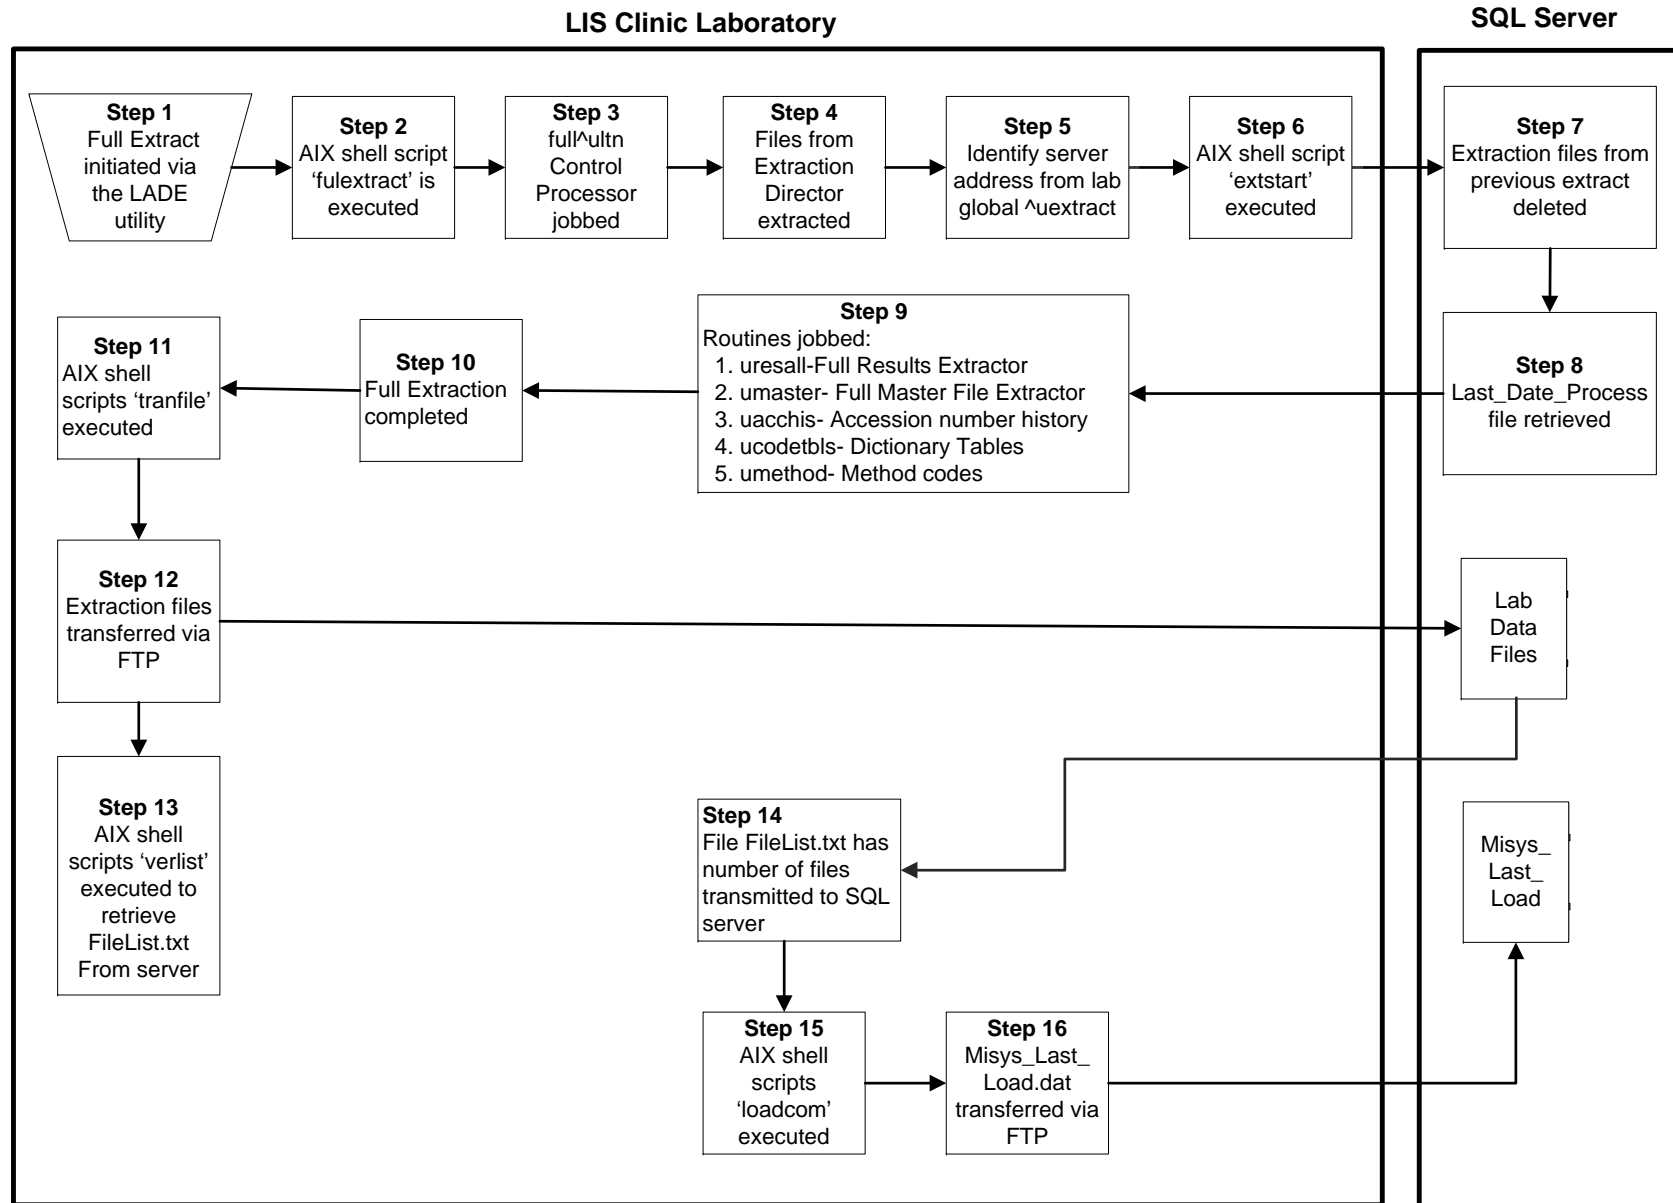 LIS Clinic Laboratory
SQL Server
Step 1
Full Extract
initiated via
the LADE
utility
Step 2
AIX shell script
‘fulextract’ is
executed
Step 3
full^ultn
Control
Processor
jobbed
Step 4
Files from
Extraction
Director
extracted
Step 5
Identify server
address from lab
global ^uextract
Step 6
AIX shell script
‘extstart’
executed
Step 7
Extraction files from
previous extract
deleted
Step 8
Last_Date_Process
file retrieved
Step 9
Routines jobbed:
1. uresall-Full Results Extractor
2. umaster- Full Master File Extractor
3. uacchis- Accession number history
4. ucodetbls- Dictionary Tables
5. umethod- Method codes
Step 10
Full Extraction
completed
Step 11
AIX shell
scripts ‘tranfile’
executed
Step 12
Extraction files
transferred via
FTP
Lab
Data
Files
Step 13
AIX shell
scripts ‘verlist’
executed to
retrieve
FileList.txt
From server
Step 14
File FileList.txt has
number of files
transmitted to SQL
server
Step 15
AIX shell
scripts
‘loadcom’
executed
Step 16
Misys_Last_
Load.dat
transferred via
FTP
Misys_
Last_
Load